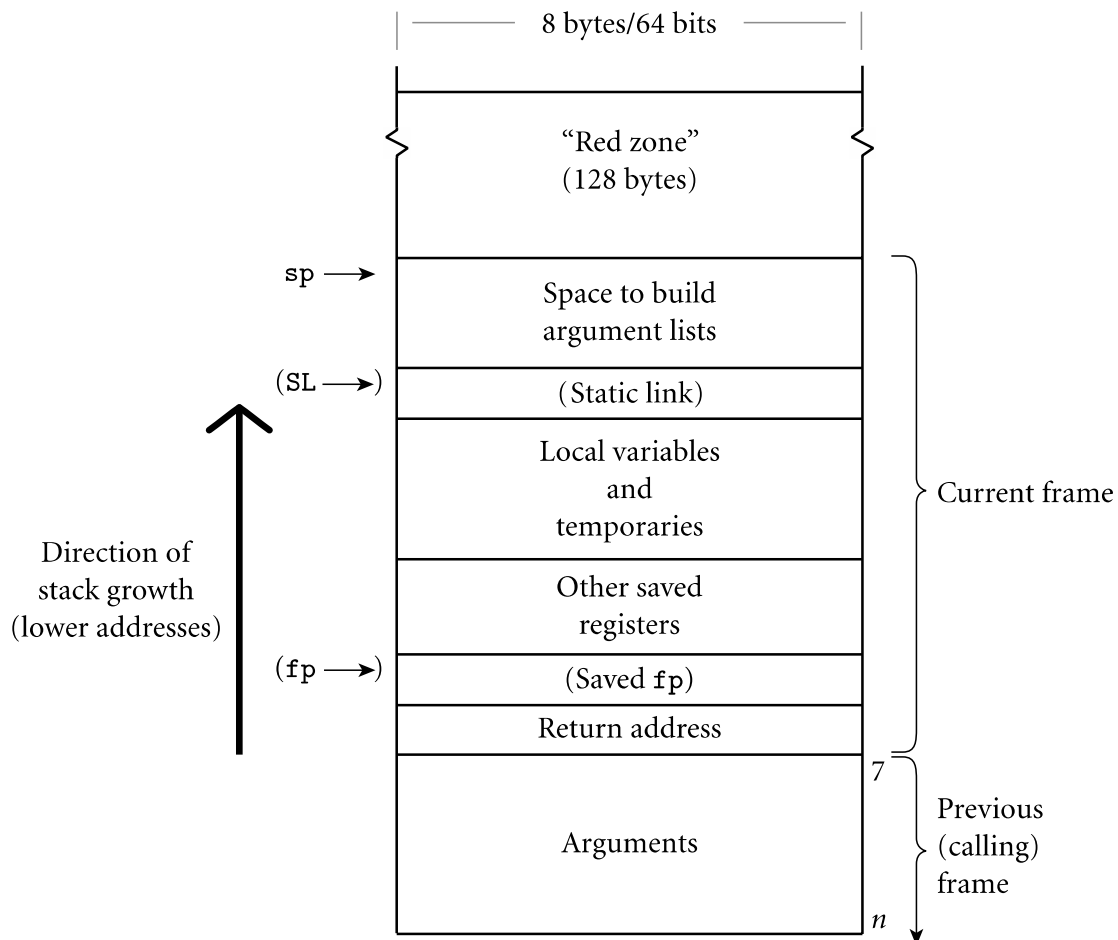 8 bytes/64 bits
“Red zone”
(128 bytes)
sp
Space to build
argument lists
(SL )
(Static link)
Local variables
and
temporaries
Current frame
Direction of
stack growth
(lower addresses)
Other saved
registers
(fp )
(Saved fp)
Return address
7
Arguments
Previous
(calling)
frame
n